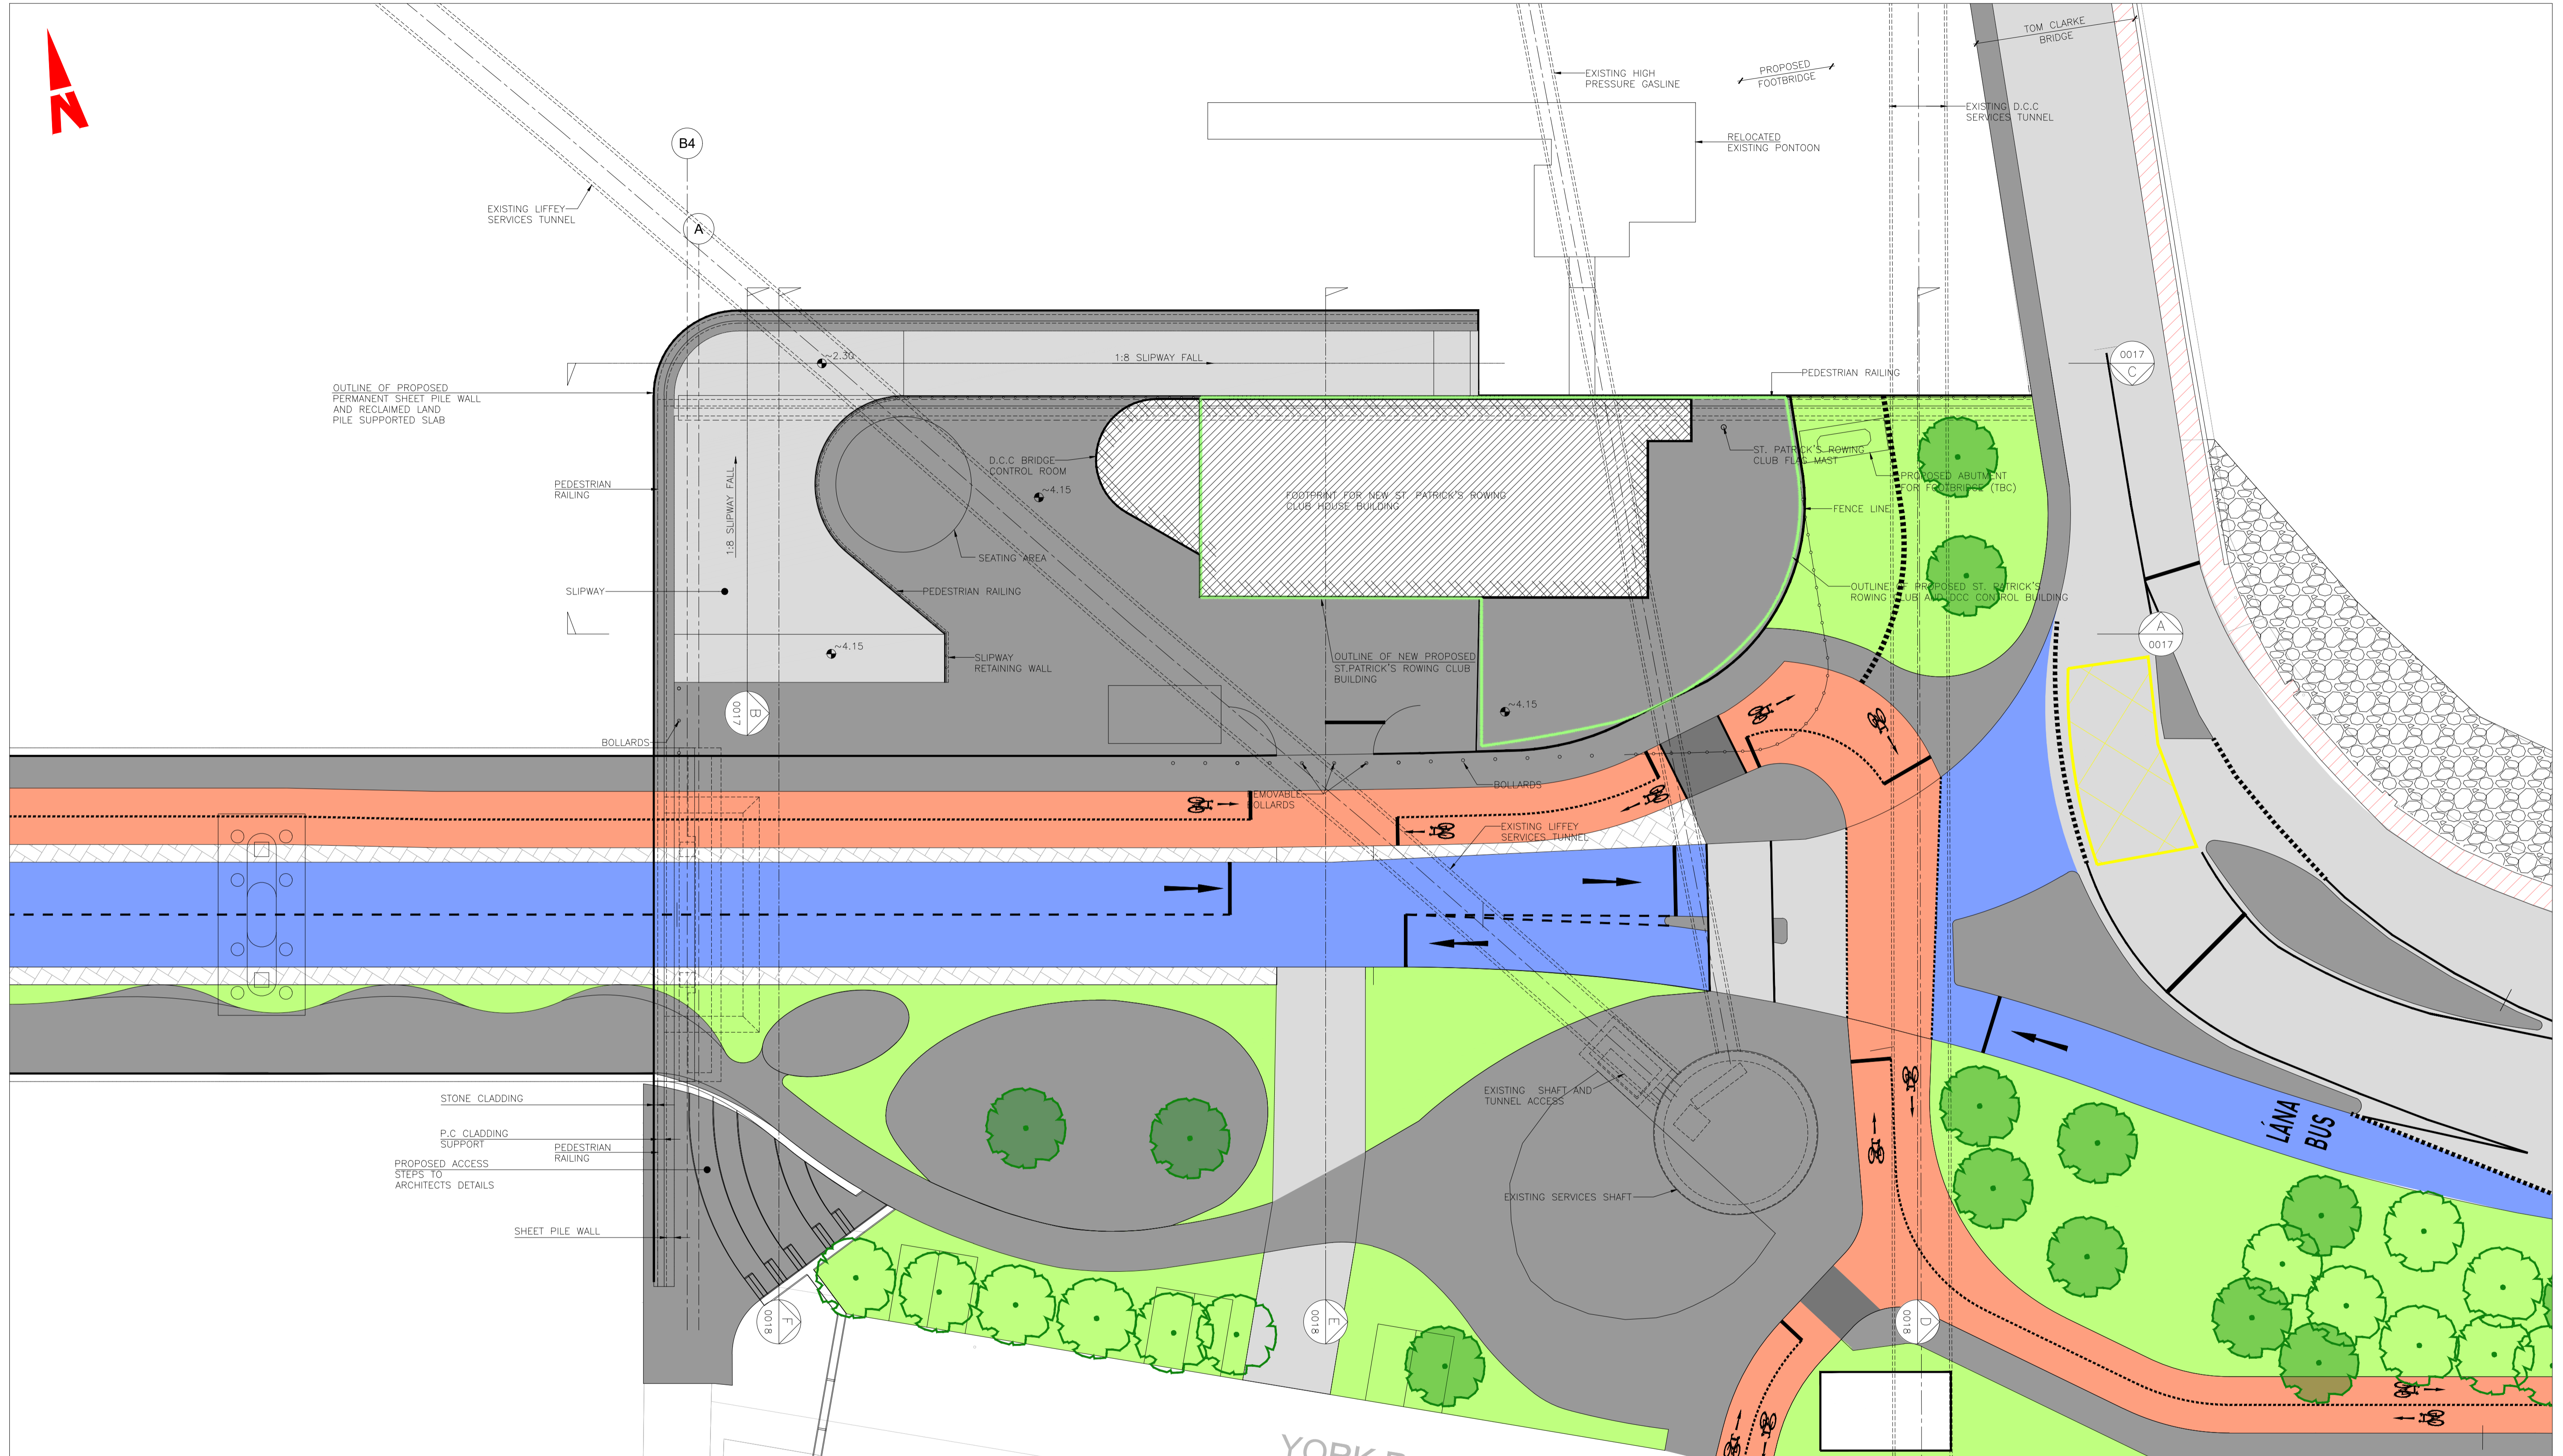 N
TOM CLARKE
BRIDGE
EXISTING HIGH
PRESSURE GASLINE
PROPOSED
FOOTBRIDGE
EXISTING D.C.C
SERVICES TUNNEL
RELOCATED
EXISTING PONTOON
B4
A
EXISTING LIFFEY
SERVICES TUNNEL
~2.30
1:8 SLIPWAY FALL
0017
C
PEDESTRIAN RAILING
OUTLINE OF PROPOSED
PERMANENT SHEET PILE WALL
AND RECLAIMED LAND
PILE SUPPORTED SLAB
D.C.C BRIDGE
CONTROL ROOM
~4.15
ST. PATRICK'S ROWING
CLUB FLAG MAST
PROPOSED ABUTMENT
FOR FOOTBRIDGE (TBC)
PEDESTRIAN
RAILING
1:8 SLIPWAY FALL
FOOTPRINT FOR NEW ST. PATRICK'S ROWING
CLUB HOUSE BUILDING
FENCE LINE
SEATING AREA
SLIPWAY
PEDESTRIAN RAILING
OUTLINE OF PROPOSED ST. PATRICK'S
ROWING CLUB AND DCC CONTROL BUILDING
A
0017
~4.15
SLIPWAY
RETAINING WALL
OUTLINE OF NEW PROPOSED
ST.PATRICK'S ROWING CLUB
BUILDING
B
0017
~4.15
BOLLARDS
REMOVABLE
BOLLARDS
BOLLARDS
EXISTING LIFFEY
SERVICES TUNNEL
STONE CLADDING
EXISTING SHAFT AND
TUNNEL ACCESS
P.C CLADDING
SUPPORT
PEDESTRIAN
RAILING
PROPOSED ACCESS
STEPS TO
ARCHITECTS DETAILS
LÁNA
BUS
EXISTING SERVICES SHAFT
SHEET PILE WALL
F
0018
E
0018
D
0018
YORK